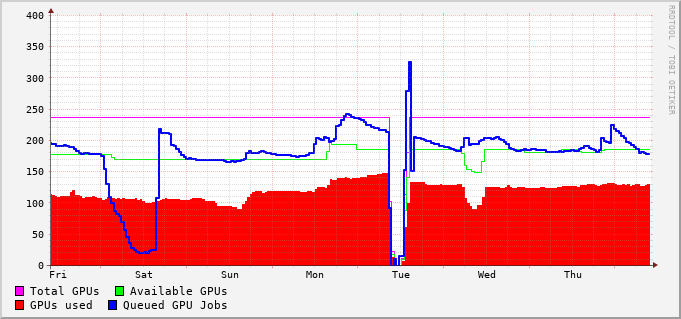 400
350
300
250
200
150
100
50
0
Fri Sat Sun Mon Tue Wed Thu
Total GPUs Available GPUs
GPUs used Queued GPU Jobs
RRDTOOL / TOBI OETIKER